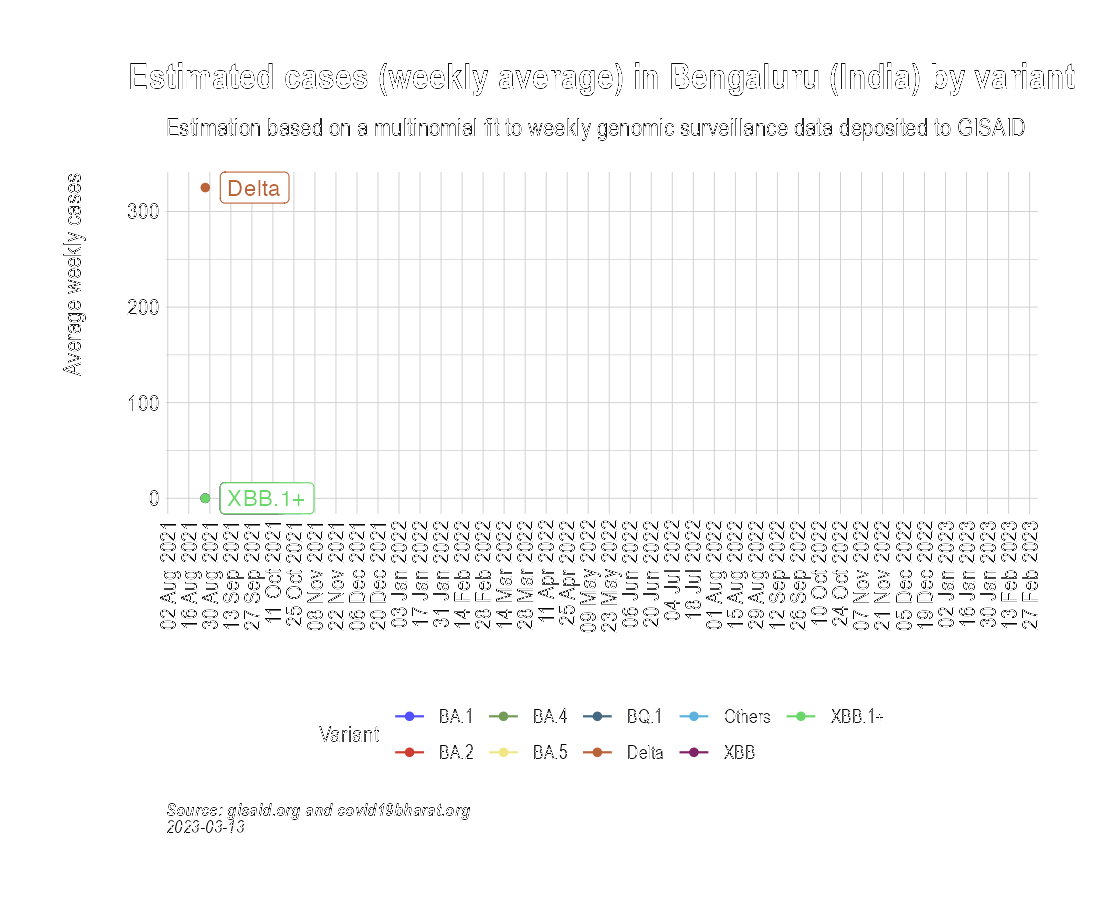 Estimated cases (weekly average) in Bengaluru (India) by variant
Estimation based on a multinomial fit to weekly genomic surveillance data deposited to GISAID
Average weekly cases
Delta
300
200
100
0
XBB.1+
02 Aug 2021
16 Aug 2021
30 Aug 2021
13 Sep 2021
27 Sep 2021
11 Oct 2021
25 Oct 2021
08 Nov 2021
22 Nov 2021
06 Dec 2021
20 Dec 2021
03 Jan 2022
17 Jan 2022
31 Jan 2022
14 Feb 2022
28 Feb 2022
14 Mar 2022
28 Mar 2022
11 Apr 2022
25 Apr 2022
09 May 2022
23 May 2022
06 Jun 2022
20 Jun 2022
04 Jul 2022
18 Jul 2022
01 Aug 2022
15 Aug 2022
29 Aug 2022
12 Sep 2022
26 Sep 2022
10 Oct 2022
24 Oct 2022
07 Nov 2022
21 Nov 2022
05 Dec 2022
19 Dec 2022
02 Jan 2023
16 Jan 2023
30 Jan 2023
13 Feb 2023
27 Feb 2023
Variant
BA.1 BA.4 BQ.1 Others XBB.1+
BA.2 BA.5 Delta XBB
Source: gisaid.org and covid19bharat.org
2023-03-13